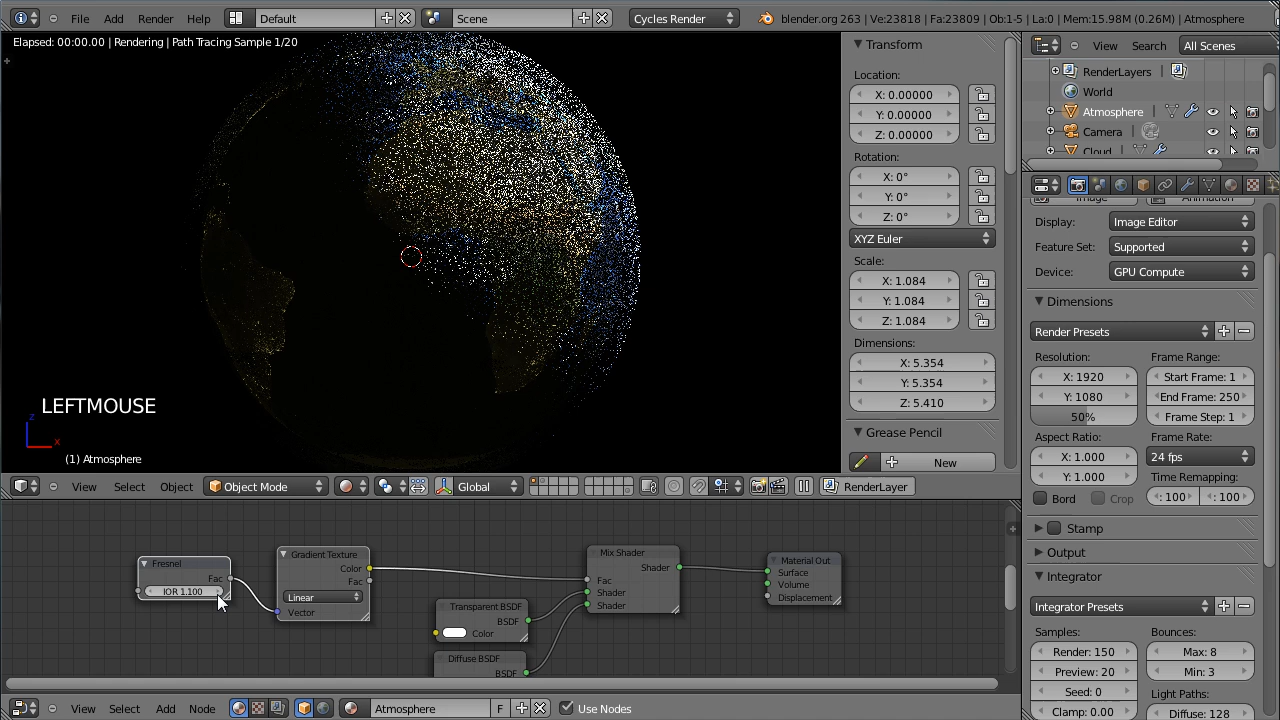 File Add Render Help Default Scene Cycles Render blender.org 263 | Ve:23818 | Fa:23809 | Ob:1-5 | La:0 | Mem:15.98M (0.26M) | Atmosphere
Elapsed: 00:00.00 | Rendering | Path Tracing Sample 1/20
LEFTMOUSE
z
x
(1) Atmosphere
View Select Object Object Mode Global RenderLayer
Transform
Location:
X: 0.00000
Y: 0.00000
Z: 0.00000
Rotation:
X: 0°
Y: 0°
Z: 0°
XYZ Euler
Scale:
X: 1.084
Y: 1.084
Z: 1.084
Dimensions:
X: 5.354
Y: 5.354
Z: 5.410
Grease Pencil
New
View Search All Scenes
RenderLayers |
World
Atmosphere |
Camera |
Cloud |
Image Animation
Display: Image Editor
Feature Set: Supported
Device: GPU Compute
Dimensions
Render Presets
Resolution: Frame Range:
X: 1920 Start Frame: 1
Y: 1080 End Frame: 250
50% Frame Step: 1
Aspect Ratio: Frame Rate:
X: 1.000 24 fps
Y: 1.000 Time Remapping:
Bord Crop : 100 : 100
Stamp
Output
Integrator
Integrator Presets
Samples: Bounces:
Render: 150 Max: 8
Preview: 20 Min: 3
Seed: 0 Light Paths:
Clamp: 0.00 Diffuse: 128
Fresnel
Fac
IOR 1.100
Gradient Texture
Color
Fac
Linear
Vector
Transparent BSDF
BSDF
Color
Diffuse BSDF
BSDF
Mix Shader
Shader
Fac
Shader
Shader
Material Out
Surface
Volume
Displacement
View Select Add Node Atmosphere F Use Nodes